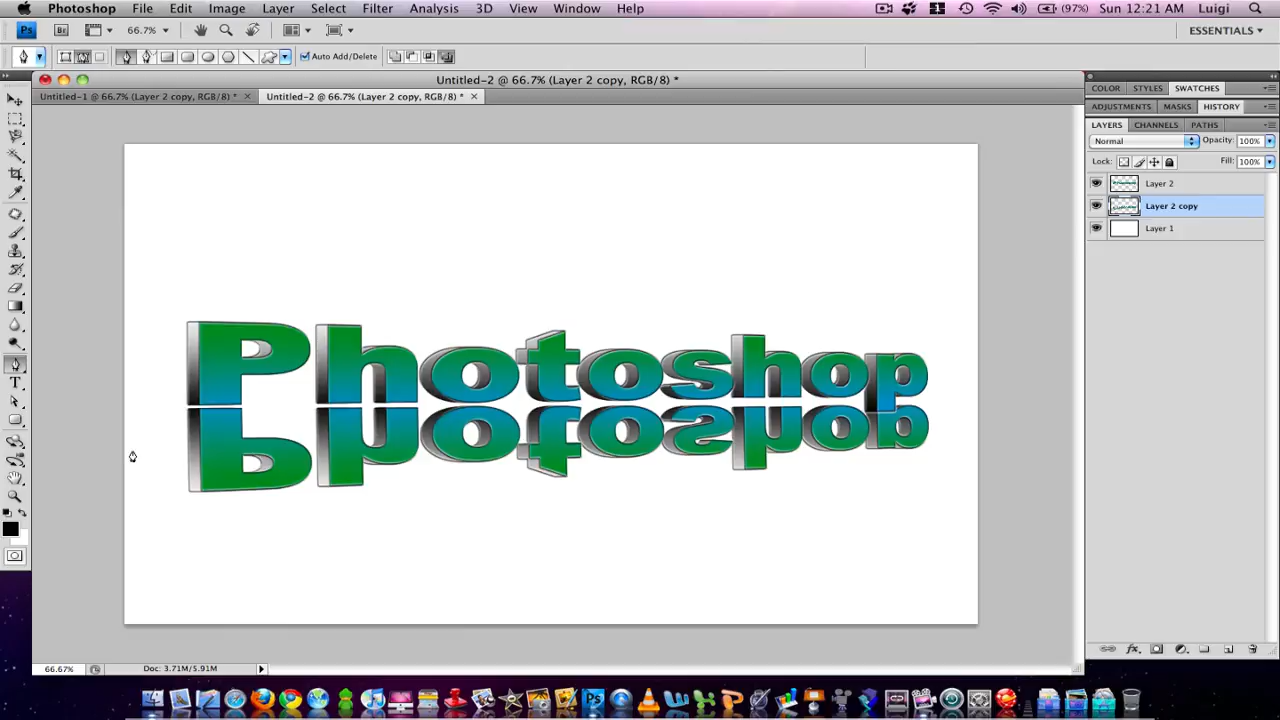 Photoshop File Edit Image Layer Select Filter Analysis 3D View Window Help (97%) Sun 12:21 AM Luigi
Ps Br 66.7% ESSENTIALS
Auto Add/Delete
Untitled-2 @ 66.7% (Layer 2 copy, RGB/8) *
Untitled-1 @ 66.7% (Layer 2 copy, RGB/8) * Untitled-2 @ 66.7% (Layer 2 copy, RGB/8) *
COLOR STYLES SWATCHES
ADJUSTMENTS MASKS HISTORY
LAYERS CHANNELS PATHS
Normal Opacity: 100%
Lock: Fill: 100%
Layer 2
Layer 2 copy
Layer 1
Photoshop
Photoshop
66.67% Doc: 3.71M/5.91M